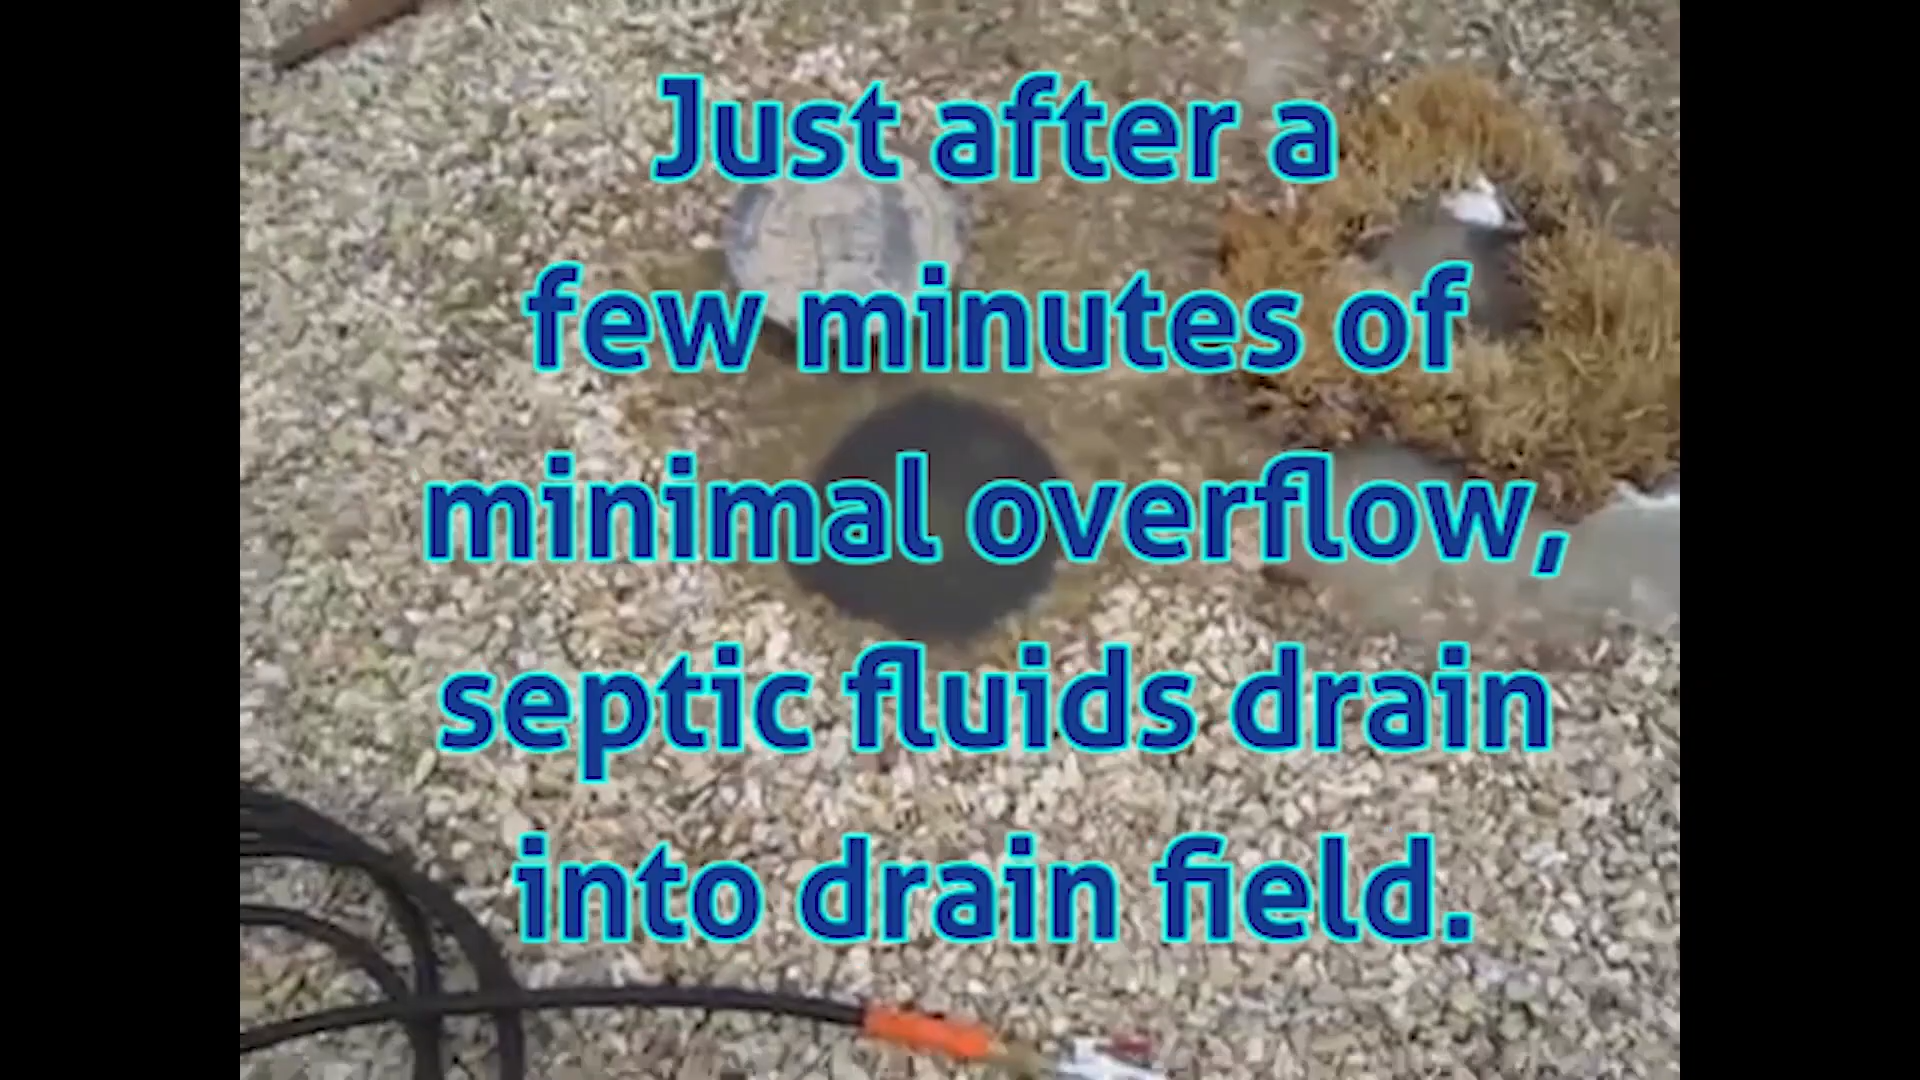 Just after a
few minutes of
minimal overflow,
septic fluids drain
into drain field.